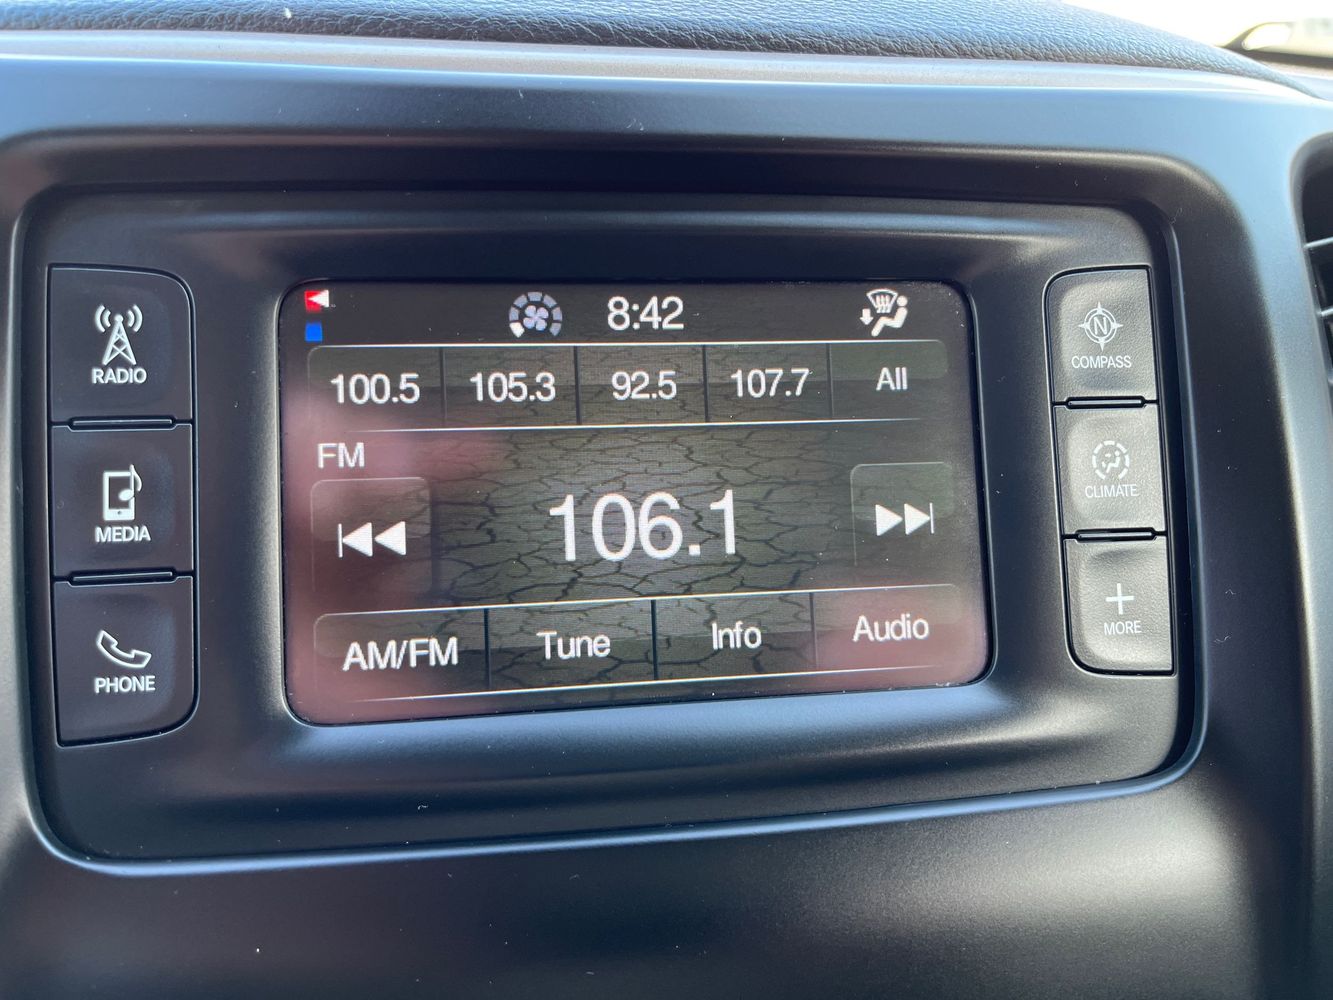 8:42
100.5 105.3 92.5 107.7 All
FM
106.1
AM/FM Tune Info Audio
RADIO
MEDIA
PHONE
N
COMPASS
CLIMATE
MORE